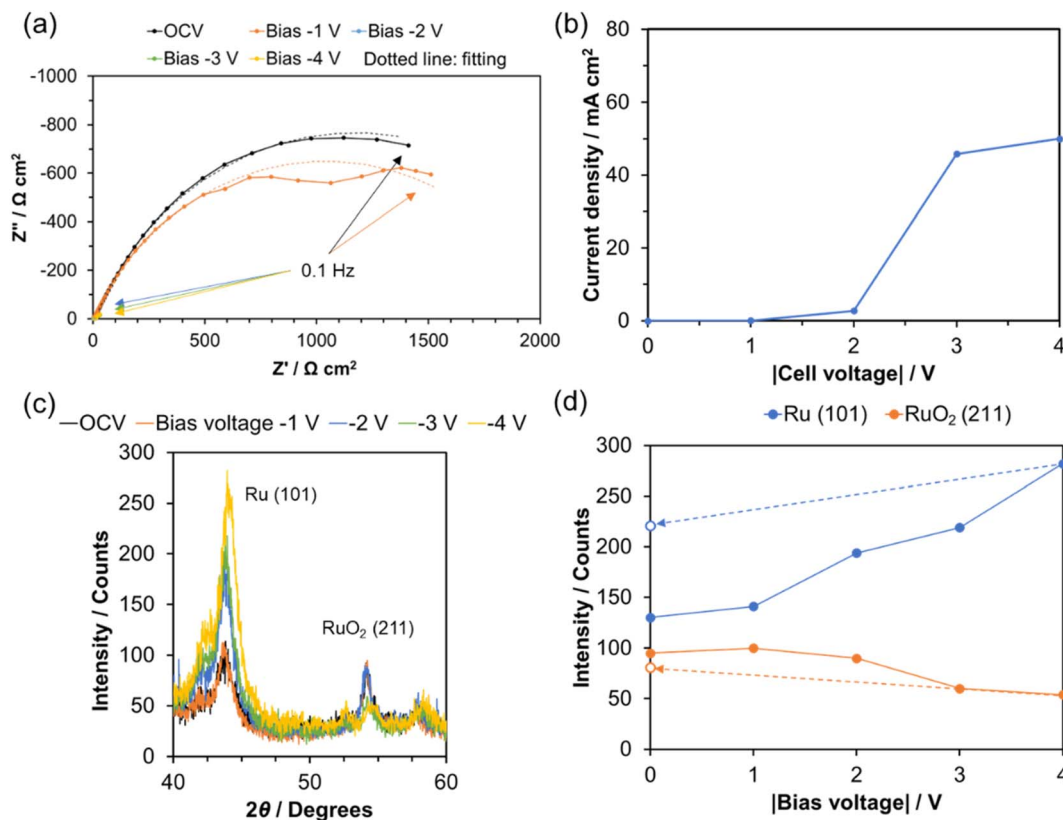 (a)
OCV Bias -1 V Bias -2 V
Bias -3 V Bias -4 V Dotted line: fitting
-1000
-800
-600
-400
-200
0
0 500 1000 1500 2000
Z'' / Ω cm²
Z' / Ω cm²
0.1 Hz
(b)
80
60
40
20
0
0 1 2 3 4
Current density / mA cm²
|Cell voltage| / V
(c)
OCV Bias voltage -1 V -2 V -3 V -4 V
300
250
200
150
100
50
0
40 50 60
Intensity / Counts
2θ / Degrees
Ru (101)
RuO₂ (211)
(d)
Ru (101) RuO₂ (211)
300
250
200
150
100
50
0
0 1 2 3 4
Intensity / Counts
|Bias voltage| / V